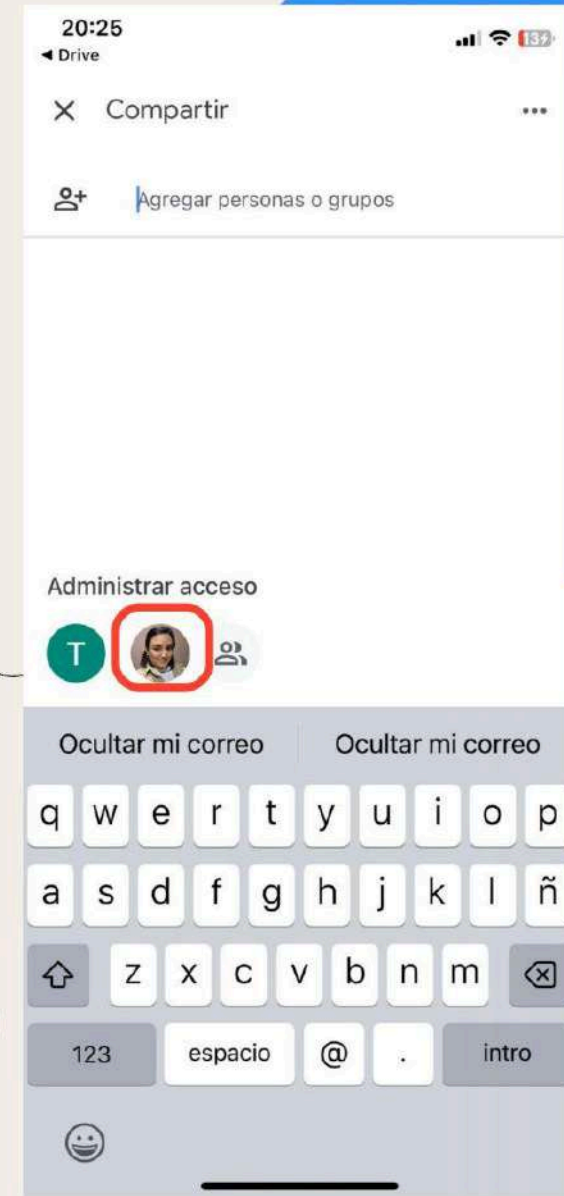 20:25
◄ Drive
Compartir
Agregar personas o grupos
Administrar acceso
T
Ocultar mi correo Ocultar mi correo
q w e r t y u i o p
a s d f g h j k l ñ
z x c v b n m
123 espacio @ . intro